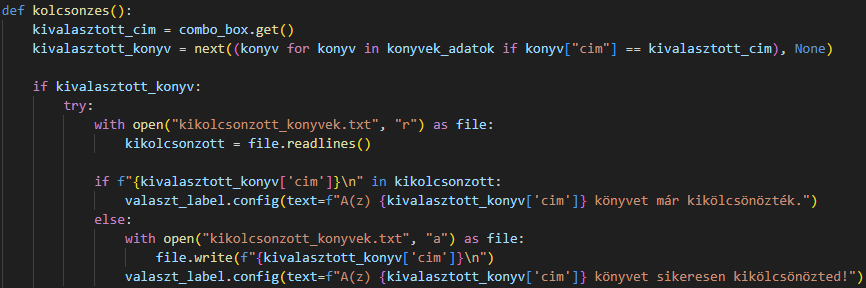 def kolcsonzes():
    kivalasztott_cim = combo_box.get()
    kivalasztott_konyv = next((konyv for konyv in konyvek_adatok if konyv["cim"] == kivalasztott_cim), None)

    if kivalasztott_konyv:
        try:
            with open("kikolcsonzott_konyvek.txt", "r") as file:
                kikolcsonzott = file.readlines()

            if f"{kivalasztott_konyv['cim']}\n" in kikolcsonzott:
                valaszt_label.config(text=f"A(z) {kivalasztott_konyv['cim']} könyvet már kikölcsönözték.")
            else:
                with open("kikolcsonzott_konyvek.txt", "a") as file:
                    file.write(f"{kivalasztott_konyv['cim']}\n")
                valaszt_label.config(text=f"A(z) {kivalasztott_konyv['cim']} könyvet sikeresen kikölcsönözted!")